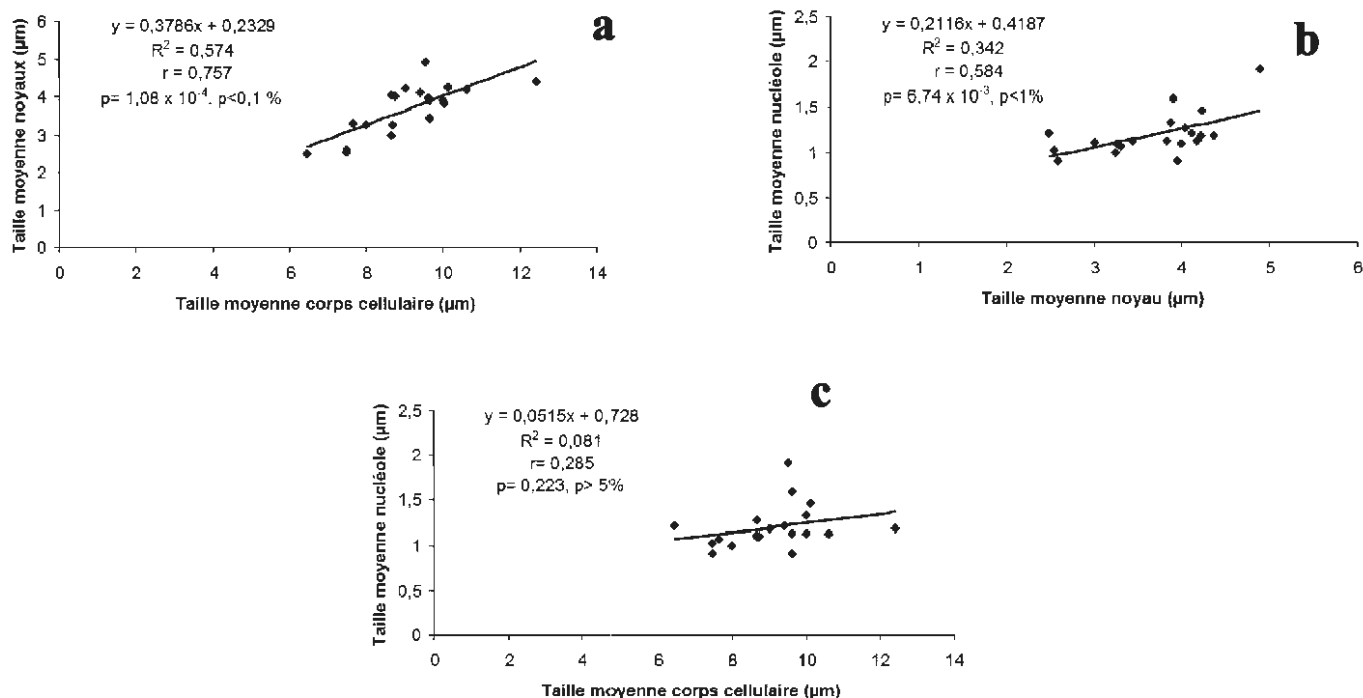 a
y = 0,3786x + 0,2329
R² = 0,574
r = 0,757
p= 1,08 x 10⁻⁴. p<0,1 %
Taille moyenne noyaux (µm)
6
5
4
3
2
1
0
0 2 4 6 8 10 12 14
Taille moyenne corps cellulaire (µm)
b
y = 0,2116x + 0,4187
R² = 0,342
r = 0,584
p= 6.74 x 10⁻³, p<1%
Taille moyenne nucléole (µm)
2,5
2
1,5
1
0,5
0
0 1 2 3 4 5 6
Taille moyenne noyau (µm)
c
y = 0,0515x + 0,728
R² = 0,081
r= 0,285
p= 0,223, p> 5%
Taille moyenne nucléole (µm)
2,5
2
1,5
1
0,5
0
0 2 4 6 8 10 12 14
Taille moyenne corps cellulaire (µm)